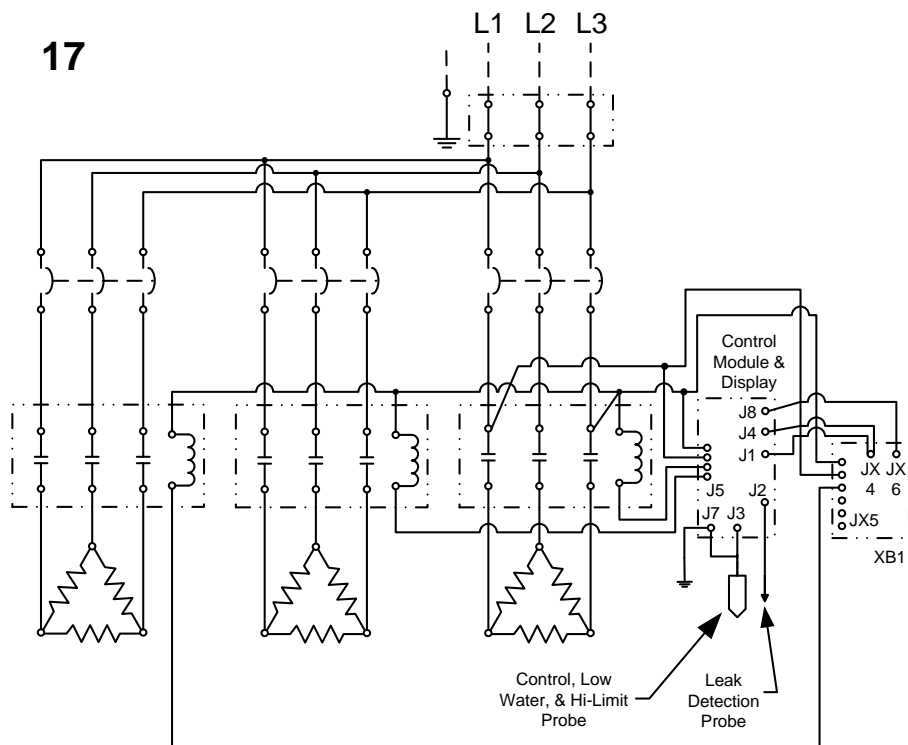 17
L1 L2 L3
Control
Module &
Display
J8
J4
J1
J5 J2
J7 J3
JX JX
4 6
JX5
XB1
Control, Low
Water, & Hi-Limit
Probe
Leak
Detection
Probe